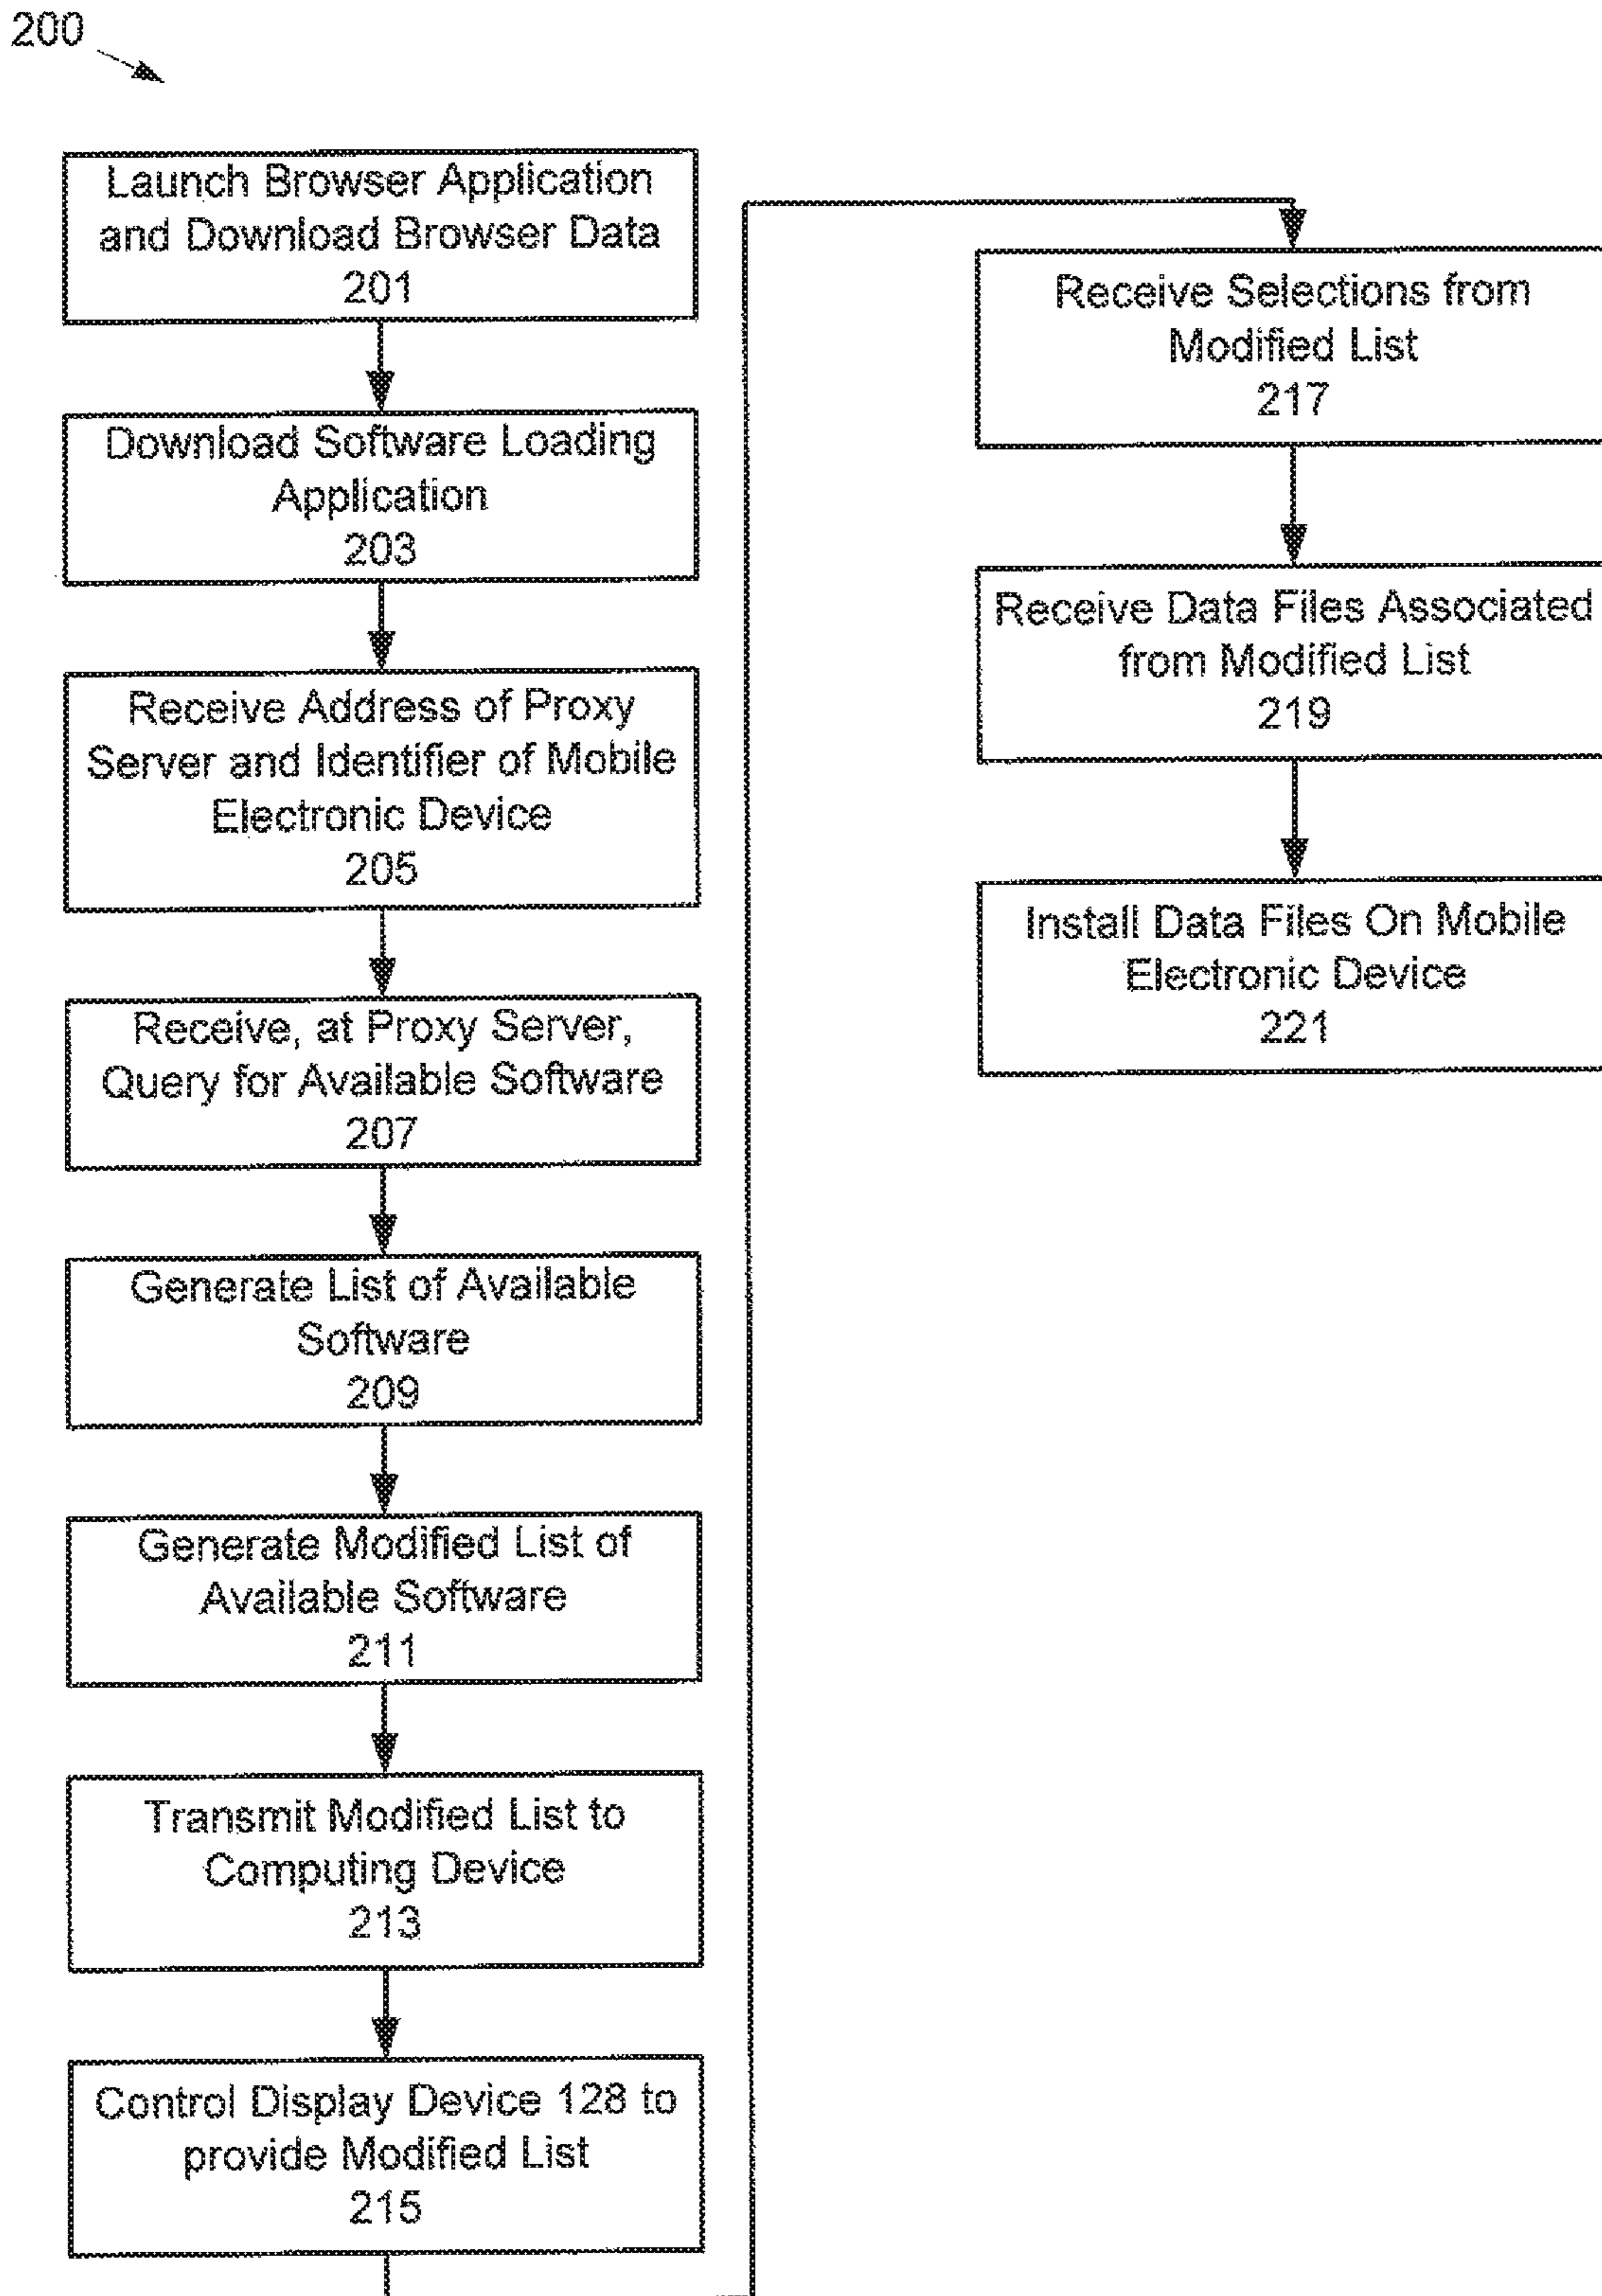 200
Launch Browser Application
and Download Browser Data
201
Download Software Loading
Application
203
Receive Address of Proxy
Server and Identifier of Mobile
Electronic Device
205
Receive, at Proxy Server,
Query for Available Software
207
Generate List of Available
Software
209
Generate Modified List of
Available Software
211
Transmit Modified List to
Computing Device
213
Control Display Device 128 to
provide Modified List
215
Receive Selections from
Modified List
217
Receive Data Files Associated
from Modified List
219
Install Data Files On Mobile
Electronic Device
221